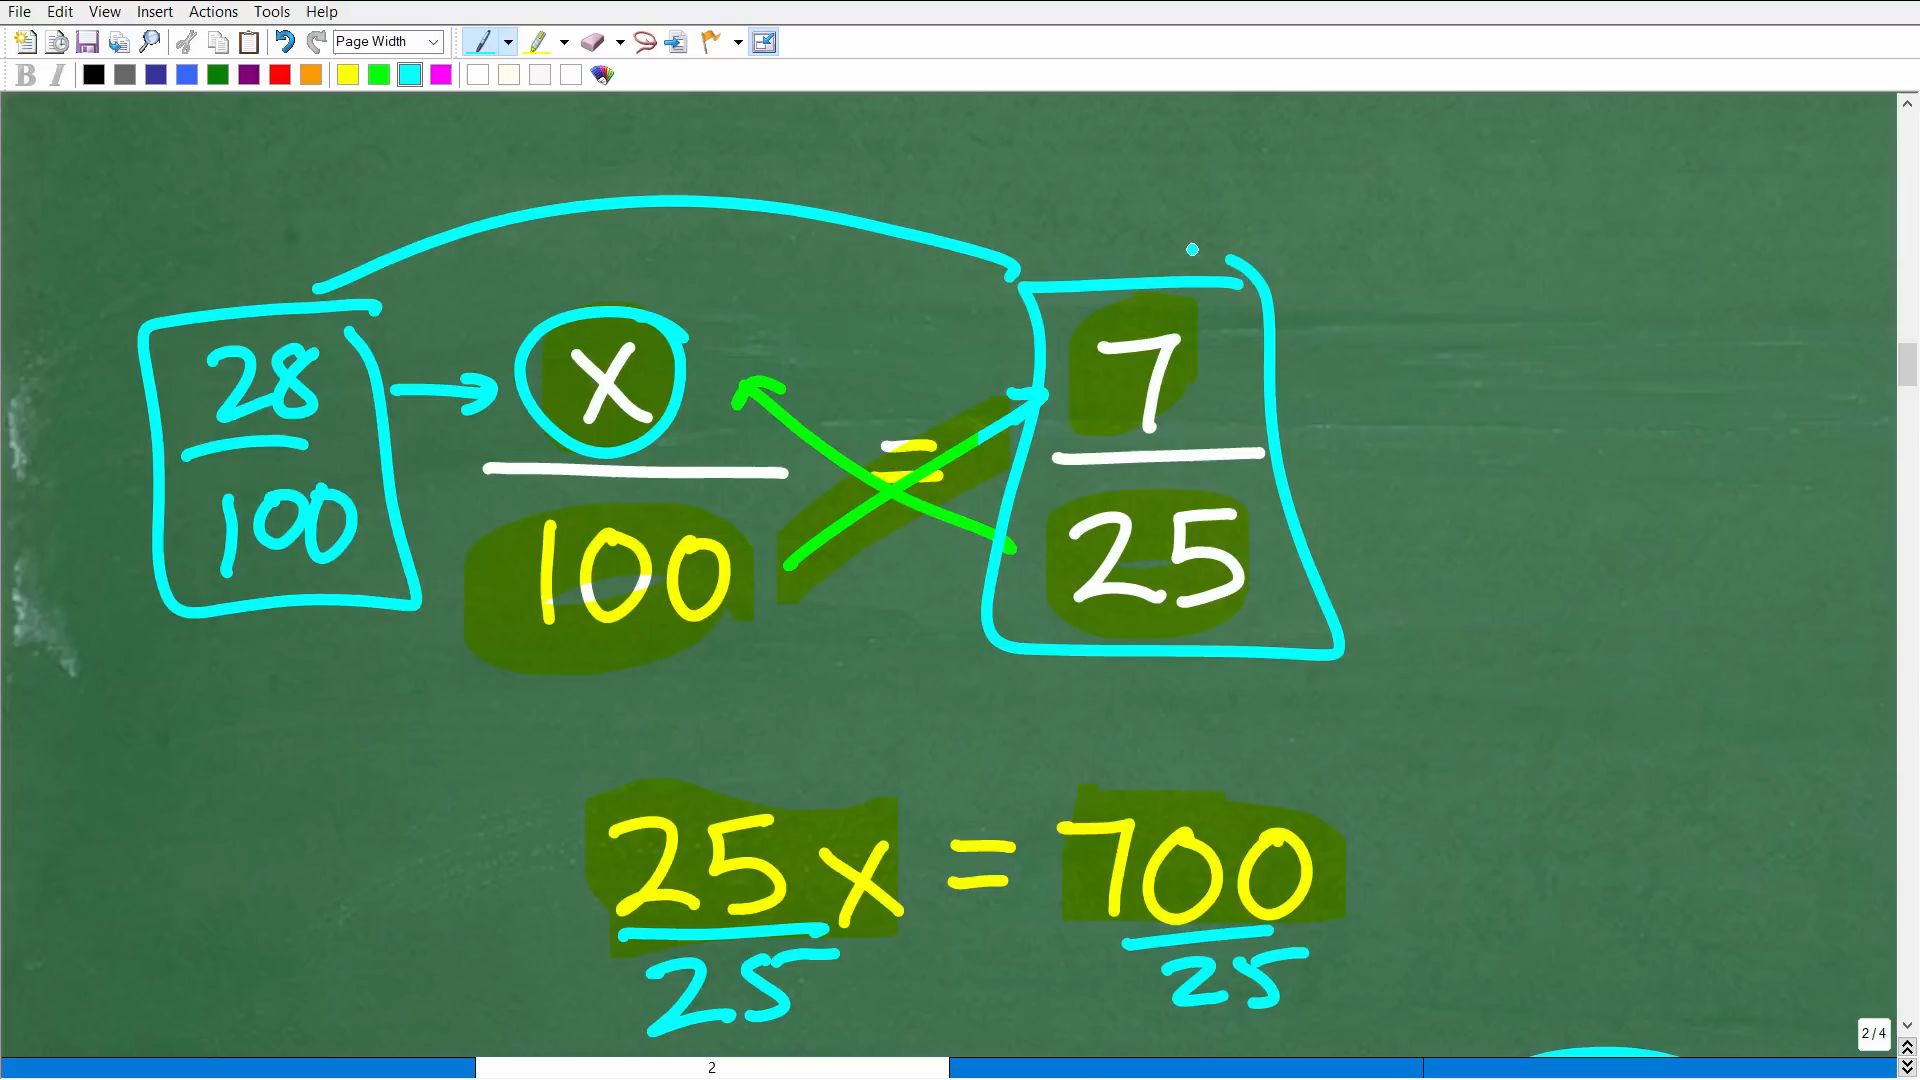 File Edit View Insert Actions Tools Help
Page Width
B I
28 → x = 7
100 100 25
25x = 700
25 25
2 / 4
2